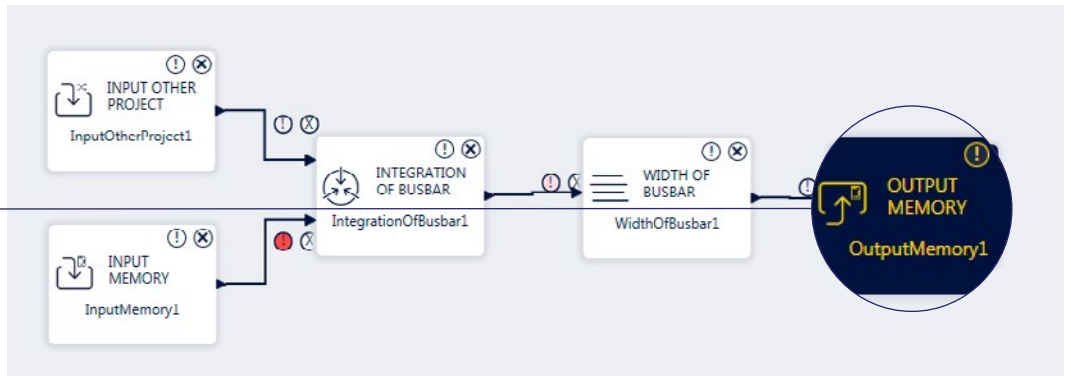 INPUT OTHER
PROJECT
InputOtherProject1
INTEGRATION
OF BUSBAR
IntegrationOfBusbar1
WIDTH OF
BUSBAR
WidthOfBusbar1
OUTPUT
MEMORY
OutputMemory1
INPUT
MEMORY
InputMemory1